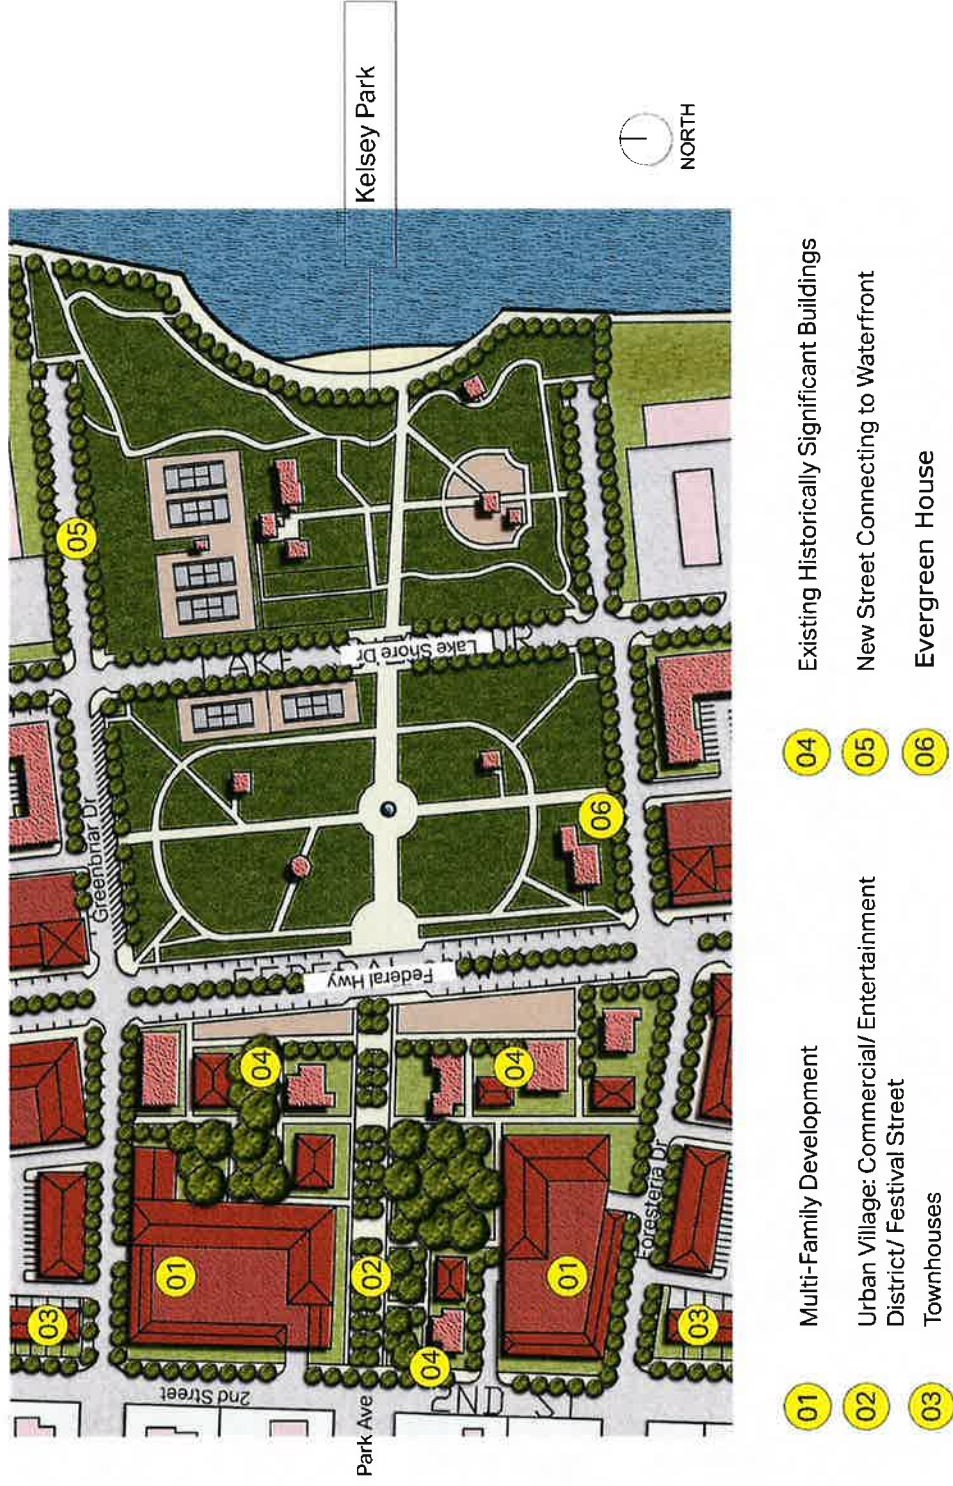 Kelsey Park
NORTH
05
Greenbriar Dr
LAKE
DR
Lake Shore Dr
06
Federal Hwy
04
04
01
02
01
Foresteria Dr
03
03
04
2nd Street
2ND ST
Park Ave
01 Multi-Family Development
02 Urban Village: Commercial/ Entertainment
District/ Festival Street
03 Townhouses
04 Existing Historically Significant Buildings
05 New Street Connecting to Waterfront
06 Evergreen House